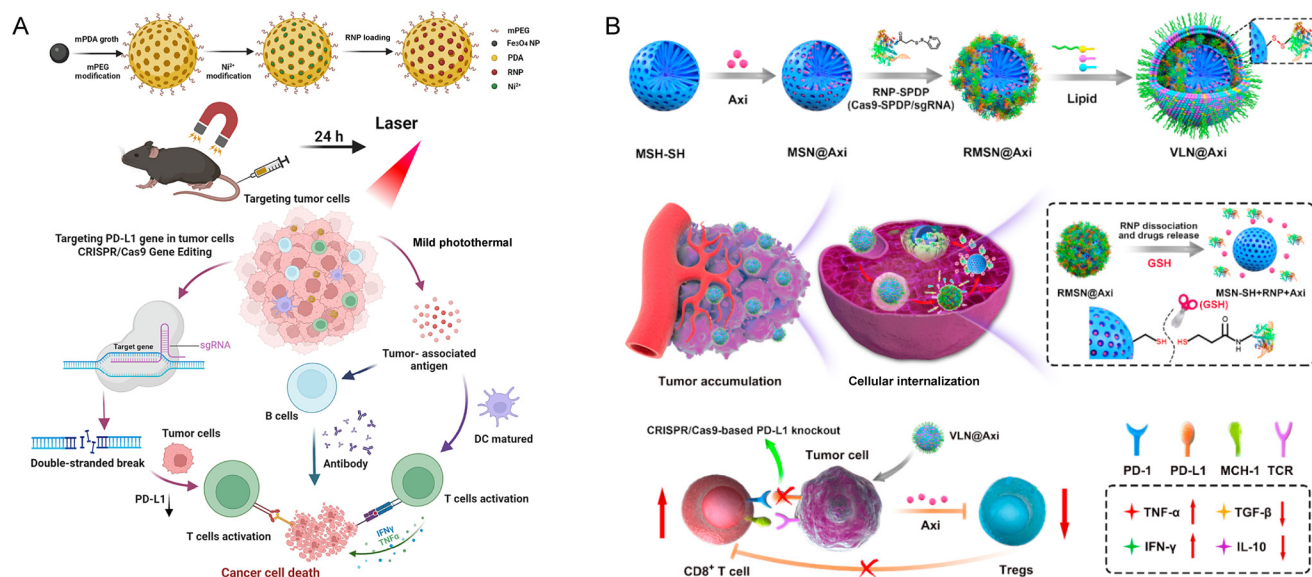 A
mPDA groth
mPEG
modification
Ni²⁺
modification
RNP loading
mPEG
Fe₃O₄ NP
PDA
RNP
Ni²⁺
24 h
Laser
Targeting tumor cells
Targeting PD-L1 gene in tumor cells
CRISPR/Cas9 Gene Editing
Mild photothermal
Target gene
sgRNA
Tumor- associated
antigen
B cells
DC matured
Tumor cells
Double-stranded break
Antibody
PD-L1
T cells activation
T cells activation
IFNγ
TNFα
Cancer cell death
B
Axi
RNP-SPDP
(Cas9-SPDP/sgRNA)
Lipid
S
S
MSH-SH
MSN@Axi
RMSN@Axi
VLN@Axi
RNP dissociation
and drugs release
GSH
RMSN@Axi
MSN-SH+RNP+Axi
(GSH)
SH
HS
O
N
H
Tumor accumulation
Cellular internalization
CRISPR/Cas9-based PD-L1 knockout
VLN@Axi
Tumor cell
Axi
CD8⁺ T cell
Tregs
PD-1 PD-L1 MCH-1 TCR
TNF-α TGF-β
IFN-γ IL-10